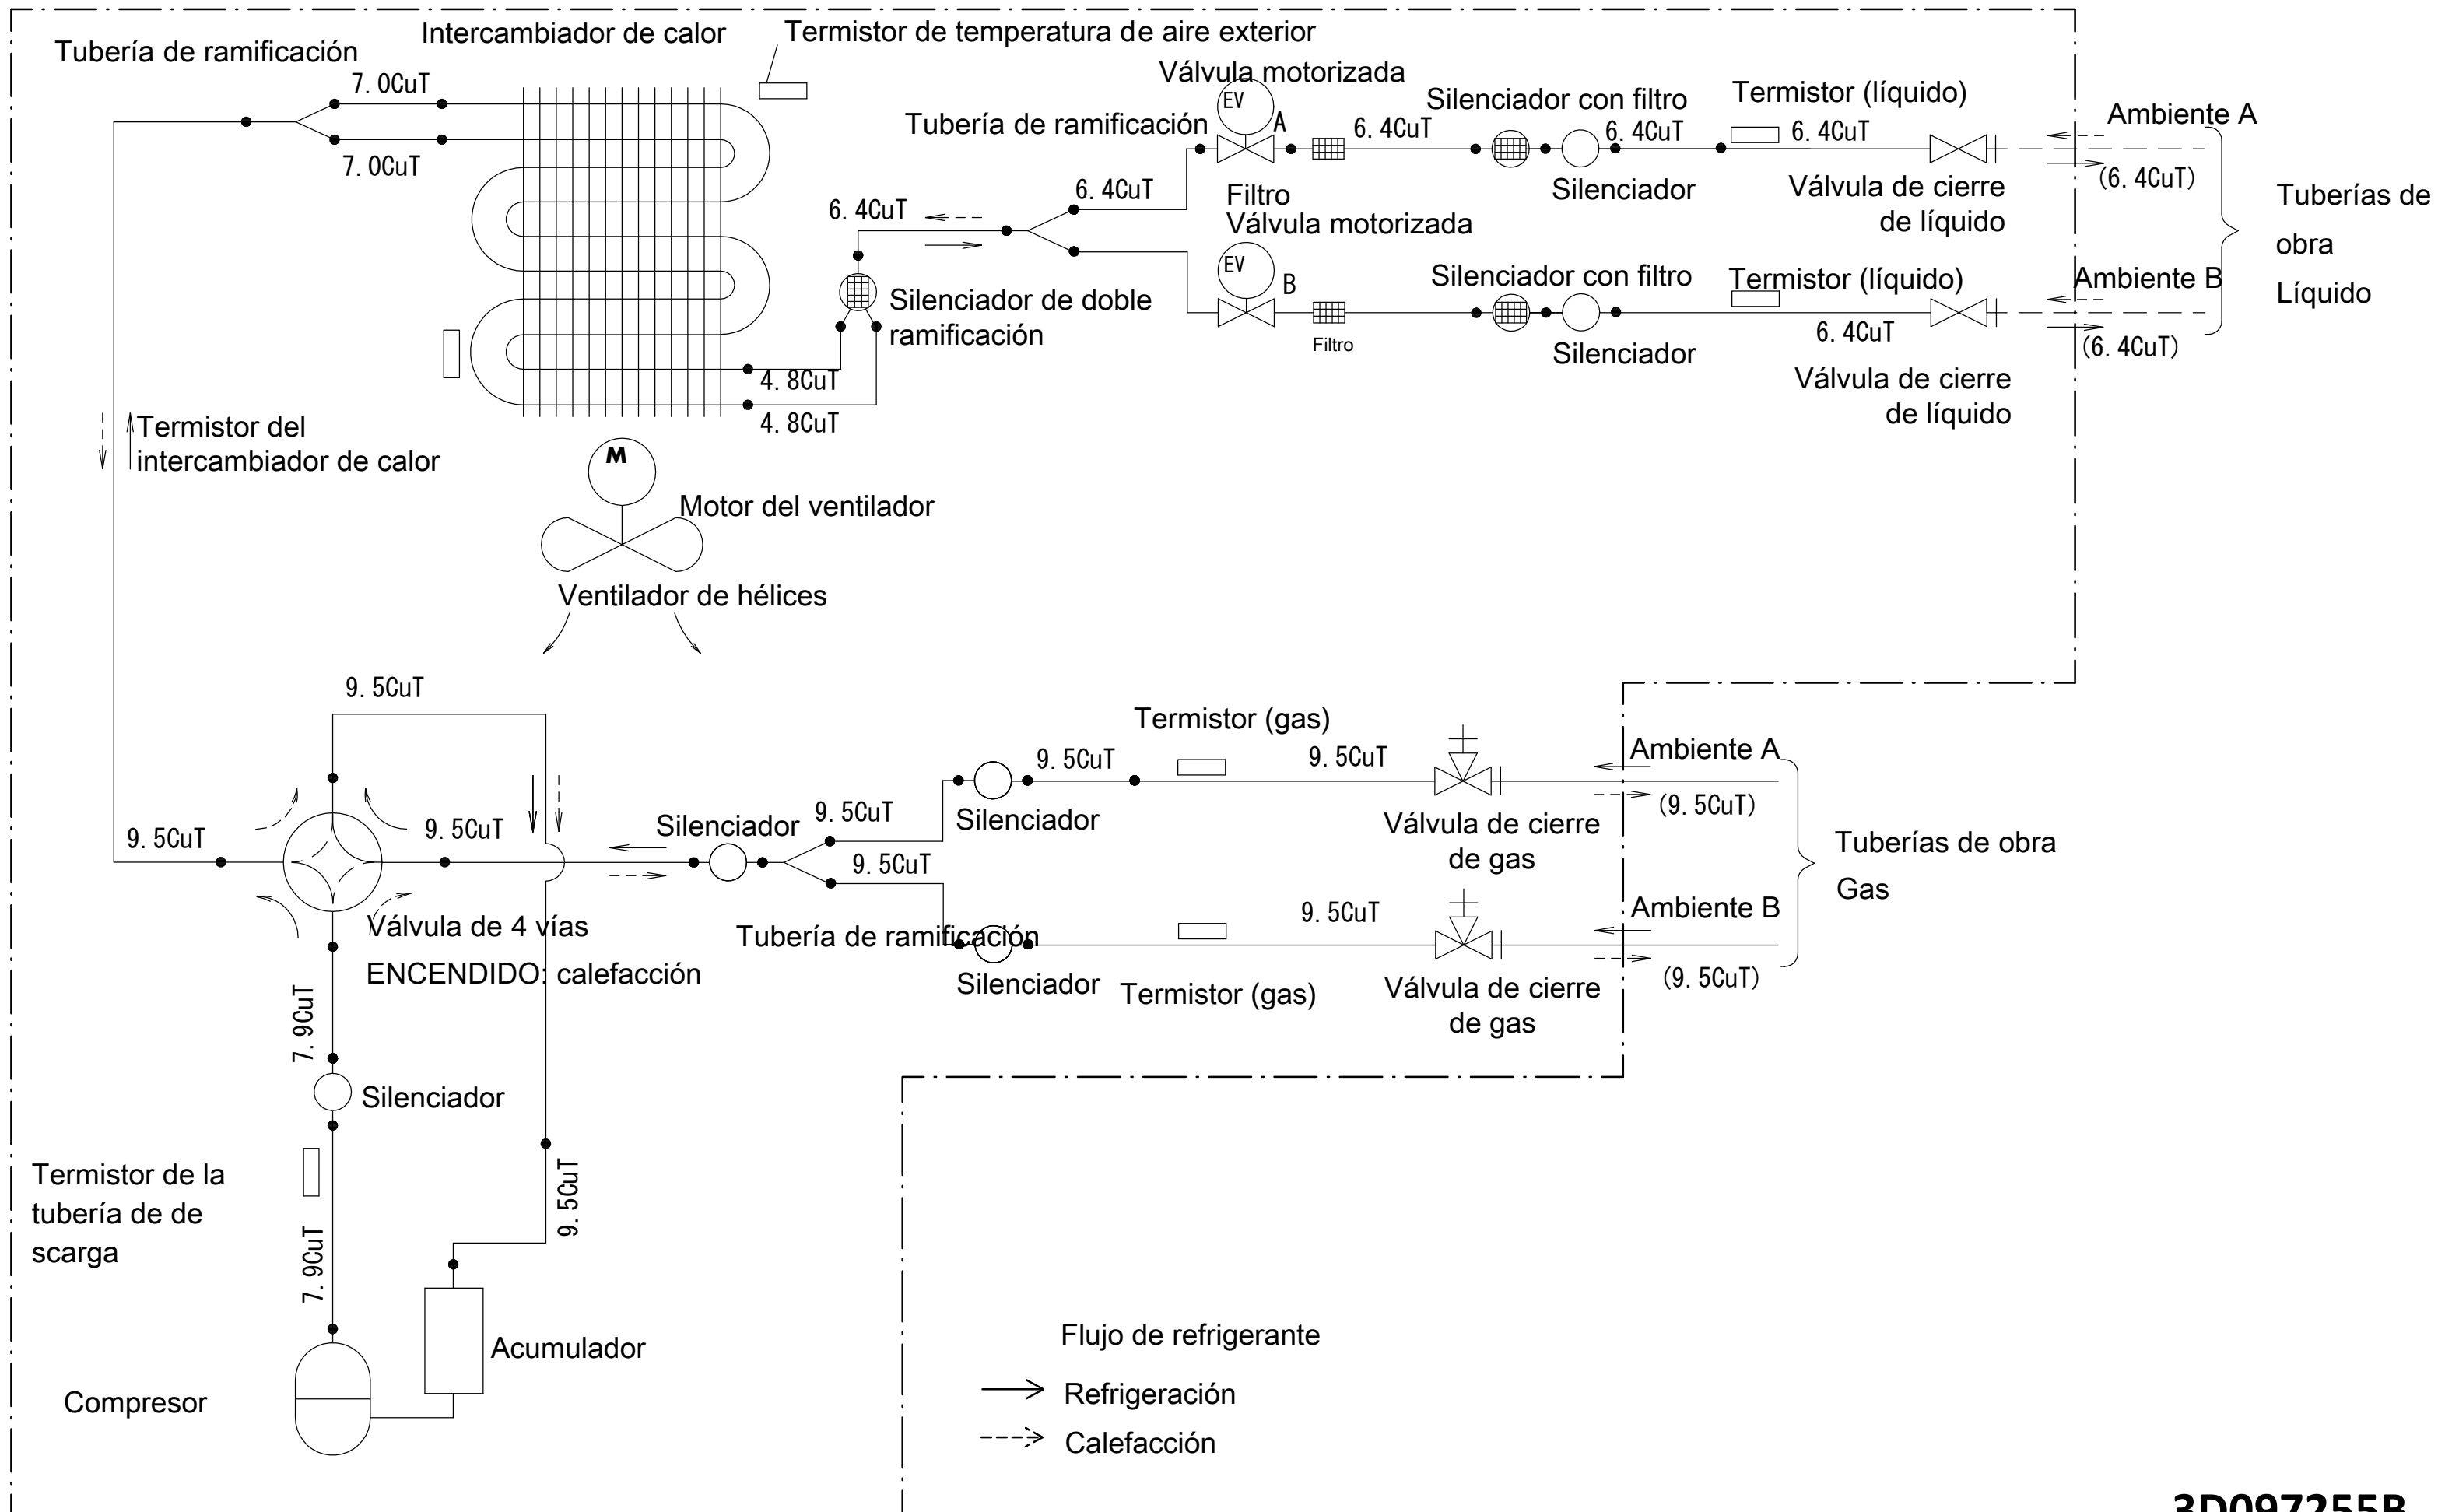 Tubería de ramificación
Intercambiador de calor
Termistor de temperatura de aire exterior
7. 0CuT
7. 0CuT
Válvula motorizada
EV
A
Tubería de ramificación
6. 4CuT
Silenciador con filtro
6. 4CuT
Termistor (líquido)
6. 4CuT
Ambiente A
(6. 4CuT)
Silenciador
Válvula de cierre
de líquido
6. 4CuT
6. 4CuT
Filtro
Válvula motorizada
EV
B
Filtro
Silenciador con filtro
Silenciador
Termistor (líquido)
6. 4CuT
Ambiente B
(6. 4CuT)
Válvula de cierre
de líquido
Tuberías de
obra
Líquido
Silenciador de doble
ramificación
4. 8CuT
4. 8CuT
Termistor del
intercambiador de calor
M
Motor del ventilador
Ventilador de hélices
9. 5CuT
9. 5CuT
9. 5CuT
Silenciador
9. 5CuT
9. 5CuT
Tubería de ramificación
Silenciador
9. 5CuT
Termistor (gas)
9. 5CuT
Válvula de cierre
de gas
Ambiente A
(9. 5CuT)
Silenciador
Termistor (gas)
9. 5CuT
Válvula de cierre
de gas
Ambiente B
(9. 5CuT)
Tuberías de obra
Gas
Válvula de 4 vías
ENCENDIDO: calefacción
7. 9CuT
Silenciador
Termistor de la
tubería de de
scarga
7. 9CuT
9. 5CuT
Acumulador
Compresor
Flujo de refrigerante
Refrigeración
Calefacción
3D097255B